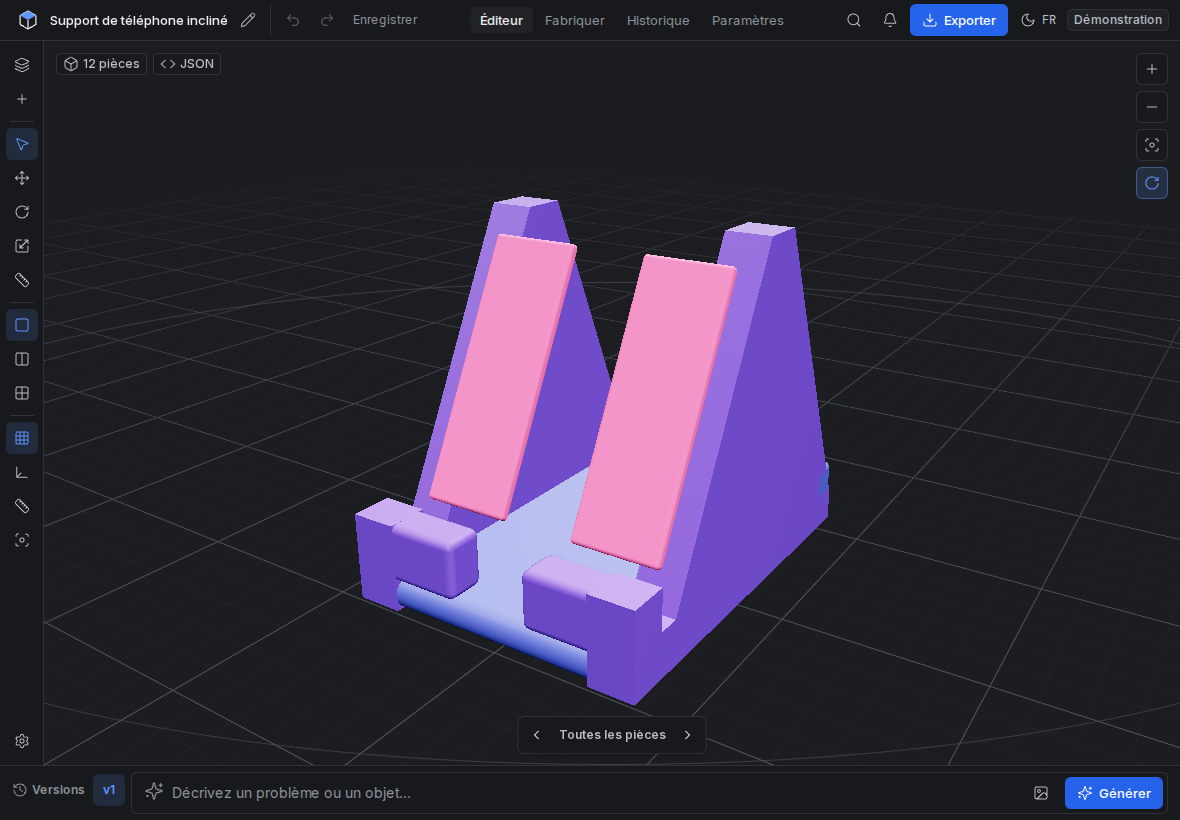 Support de téléphone incliné
Enregistrer
Éditeur
Fabriquer
Historique
Paramètres
Exporter
FR
Démonstration
12 pièces
JSON
Toutes les pièces
Versions
v1
Décrivez un problème ou un objet...
Générer